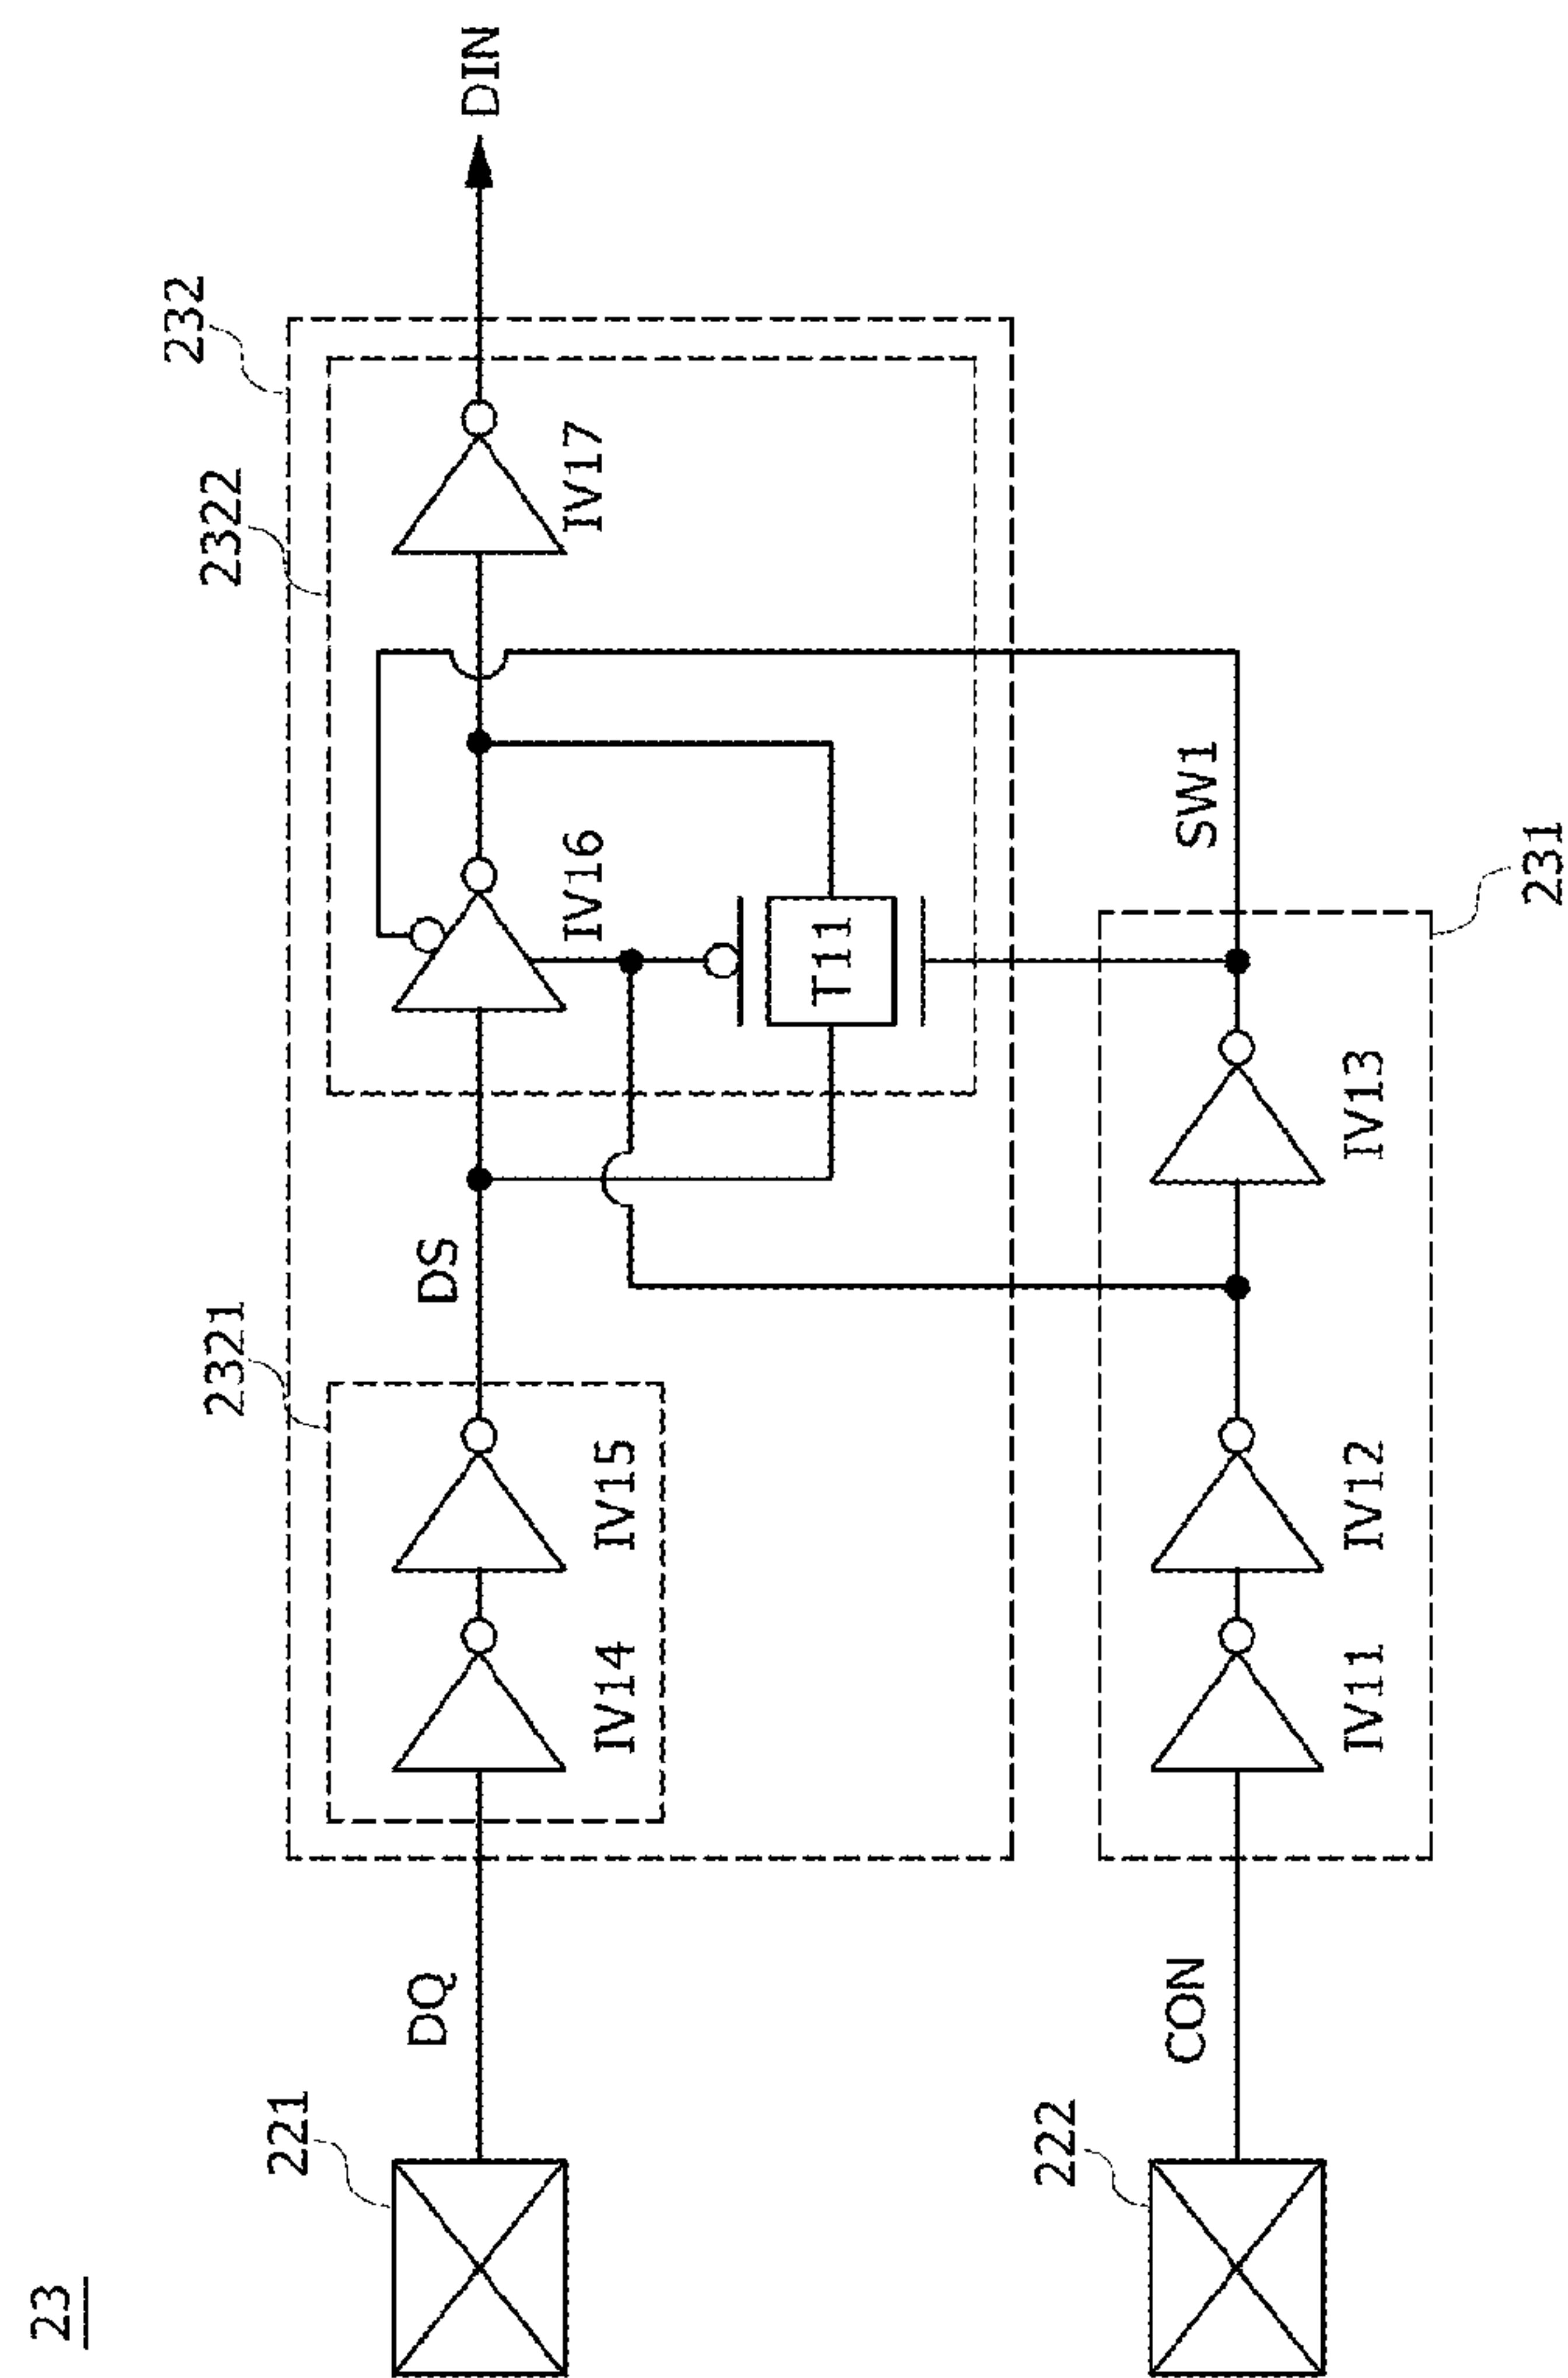 23
221
DQ
2321
IV14
IV15
DS
2322
232
IV16
T11
IV17
DIN
222
CON
IV11
IV12
IV13
SW1
231